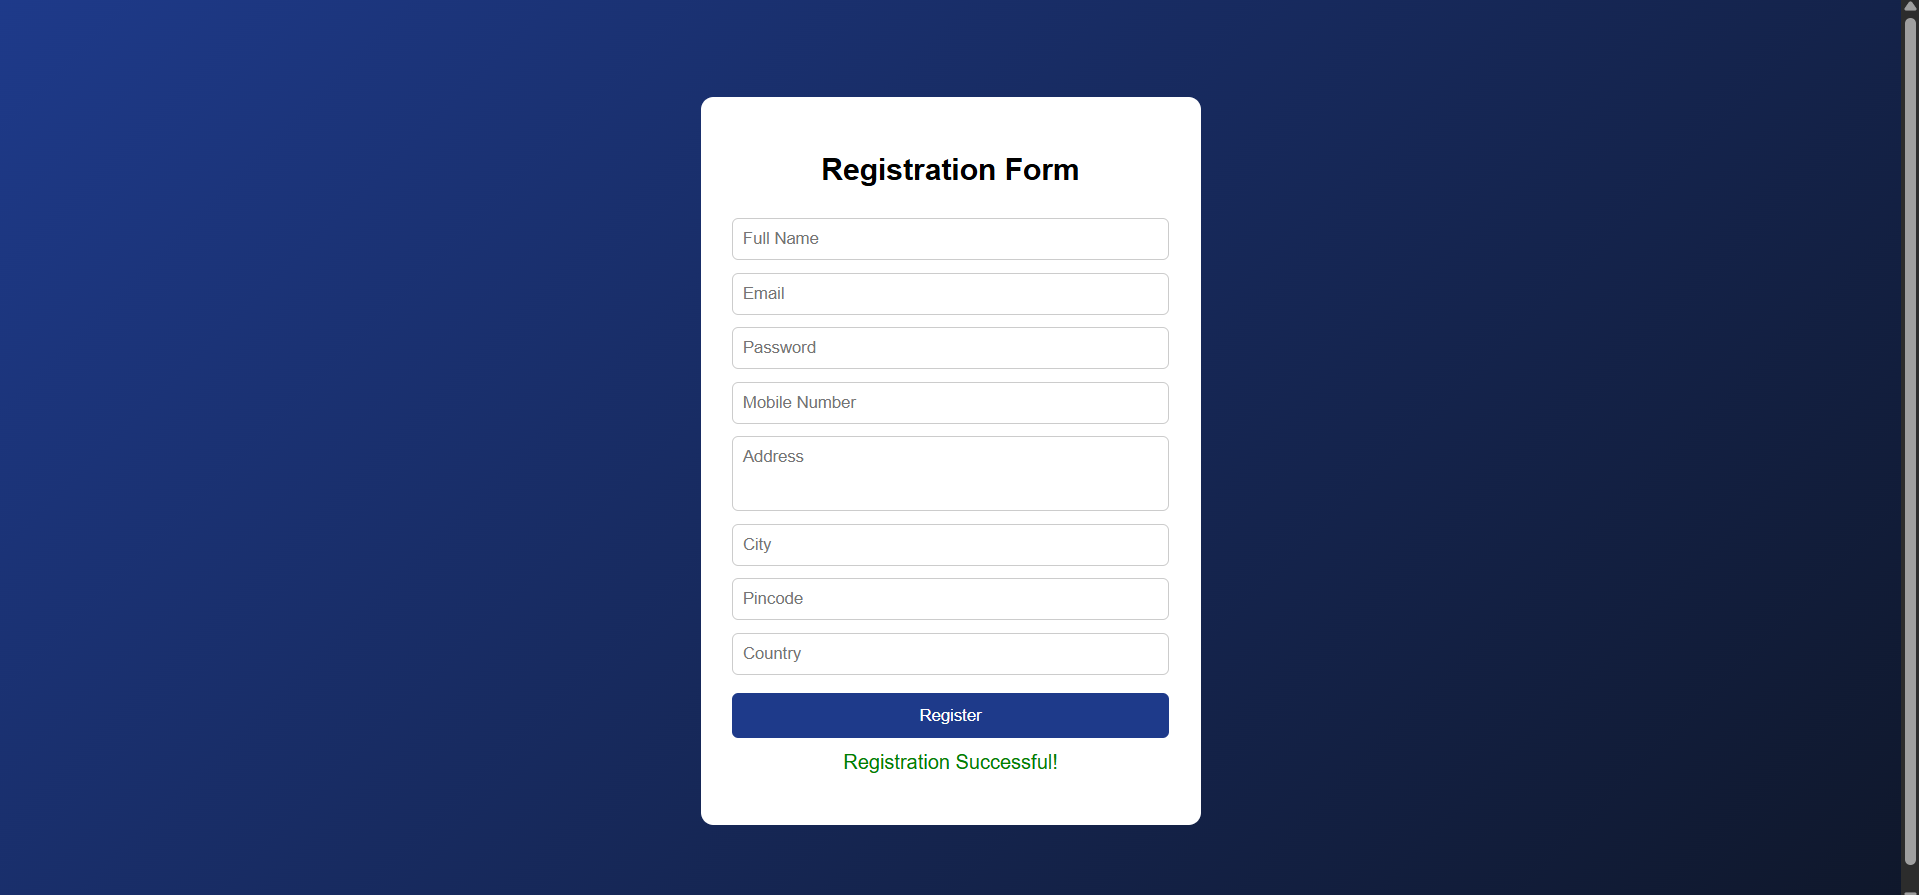 Registration Form
Full Name
Email
Password
Mobile Number
Address
City
Pincode
Country
Register
Registration Successful!